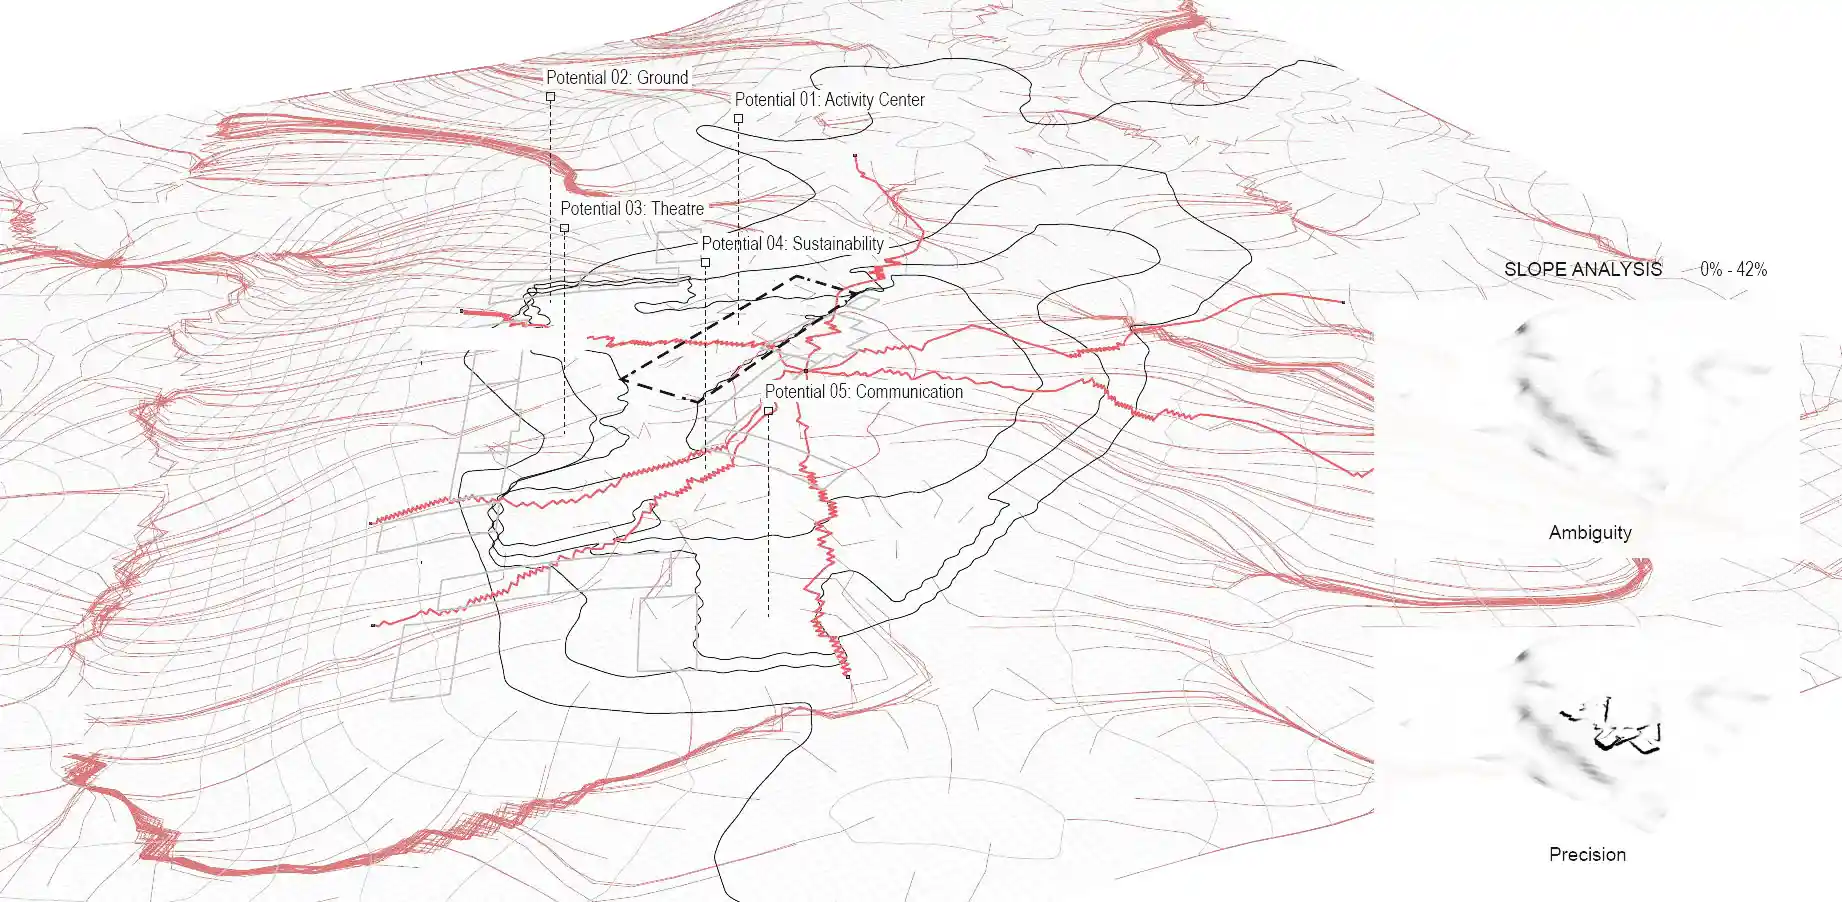 Potential 02: Ground
Potential 01: Activity Center
Potential 03: Theatre
Potential 04: Sustainability
SLOPE ANALYSIS 0% - 42%
Potential 05: Communication
Ambiguity
Precision